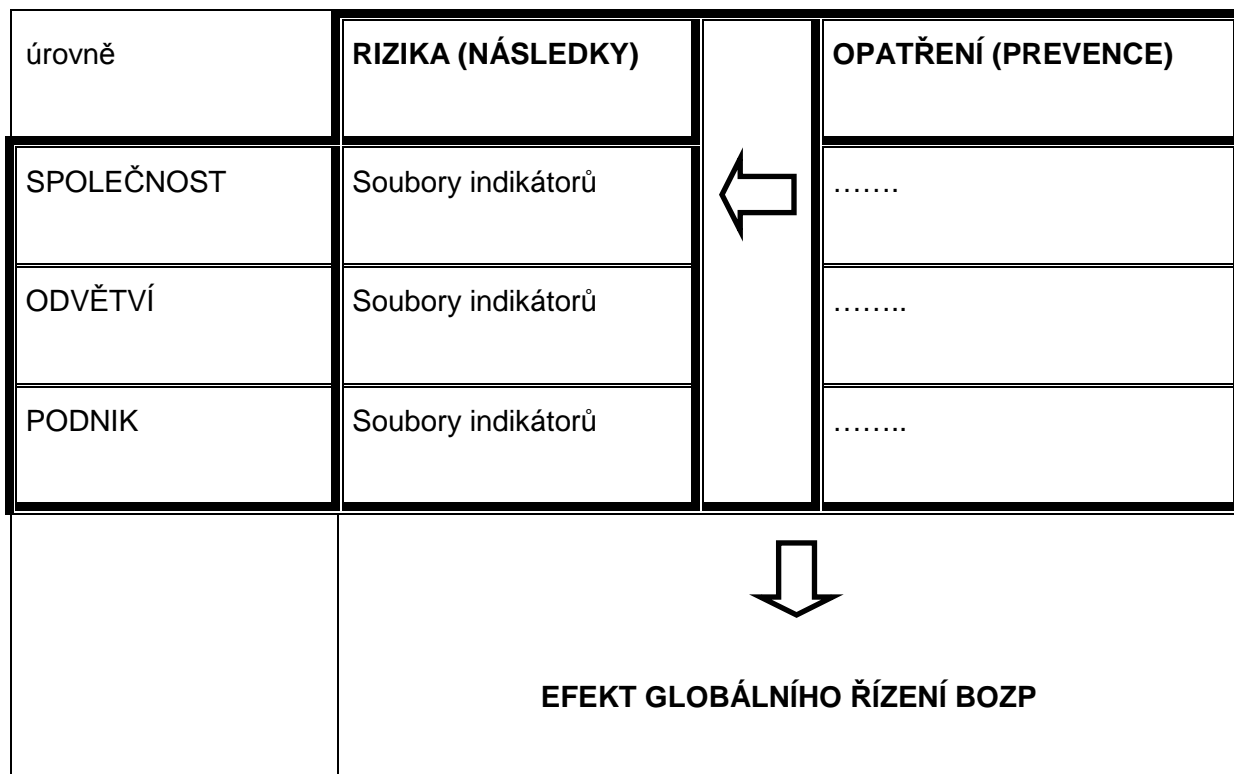 úrovně RIZIKA (NÁSLEDKY) OPATŘENÍ (PREVENCE)
SPOLEČNOST Soubory indikátorů …….
ODVĚTVÍ Soubory indikátorů ……..
PODNIK Soubory indikátorů ……..
EFEKT GLOBÁLNÍHO ŘÍZENÍ BOZP